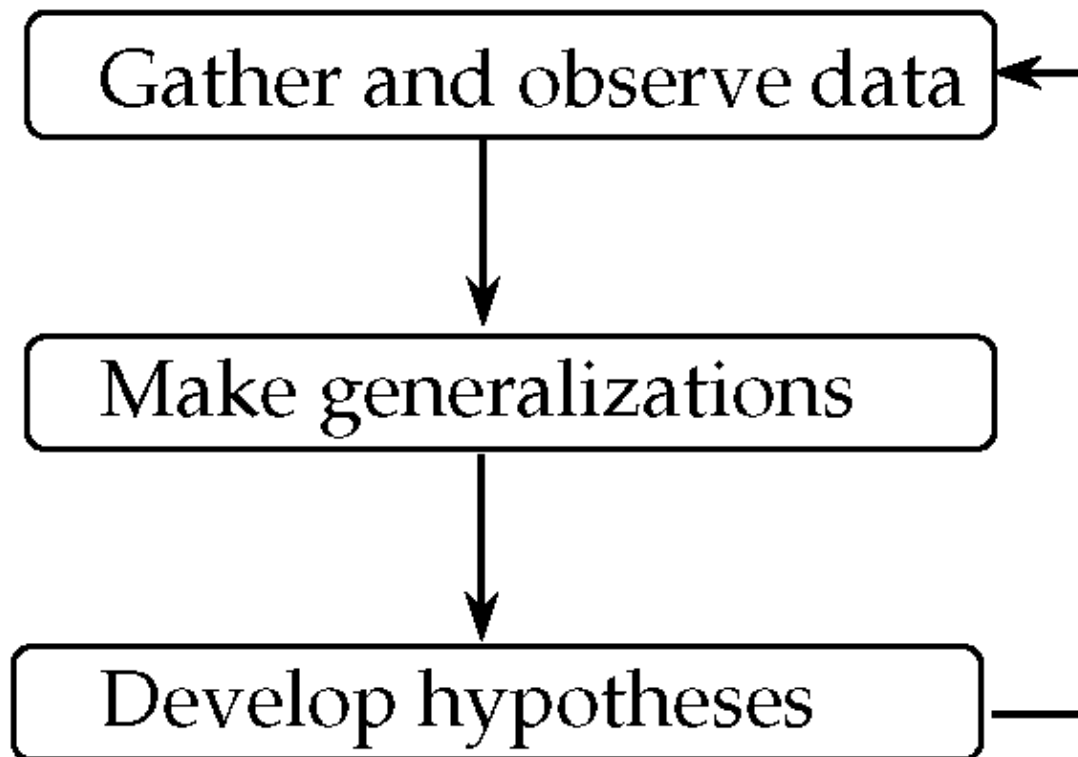 Gather and observe data
Make generalizations
Develop hypotheses